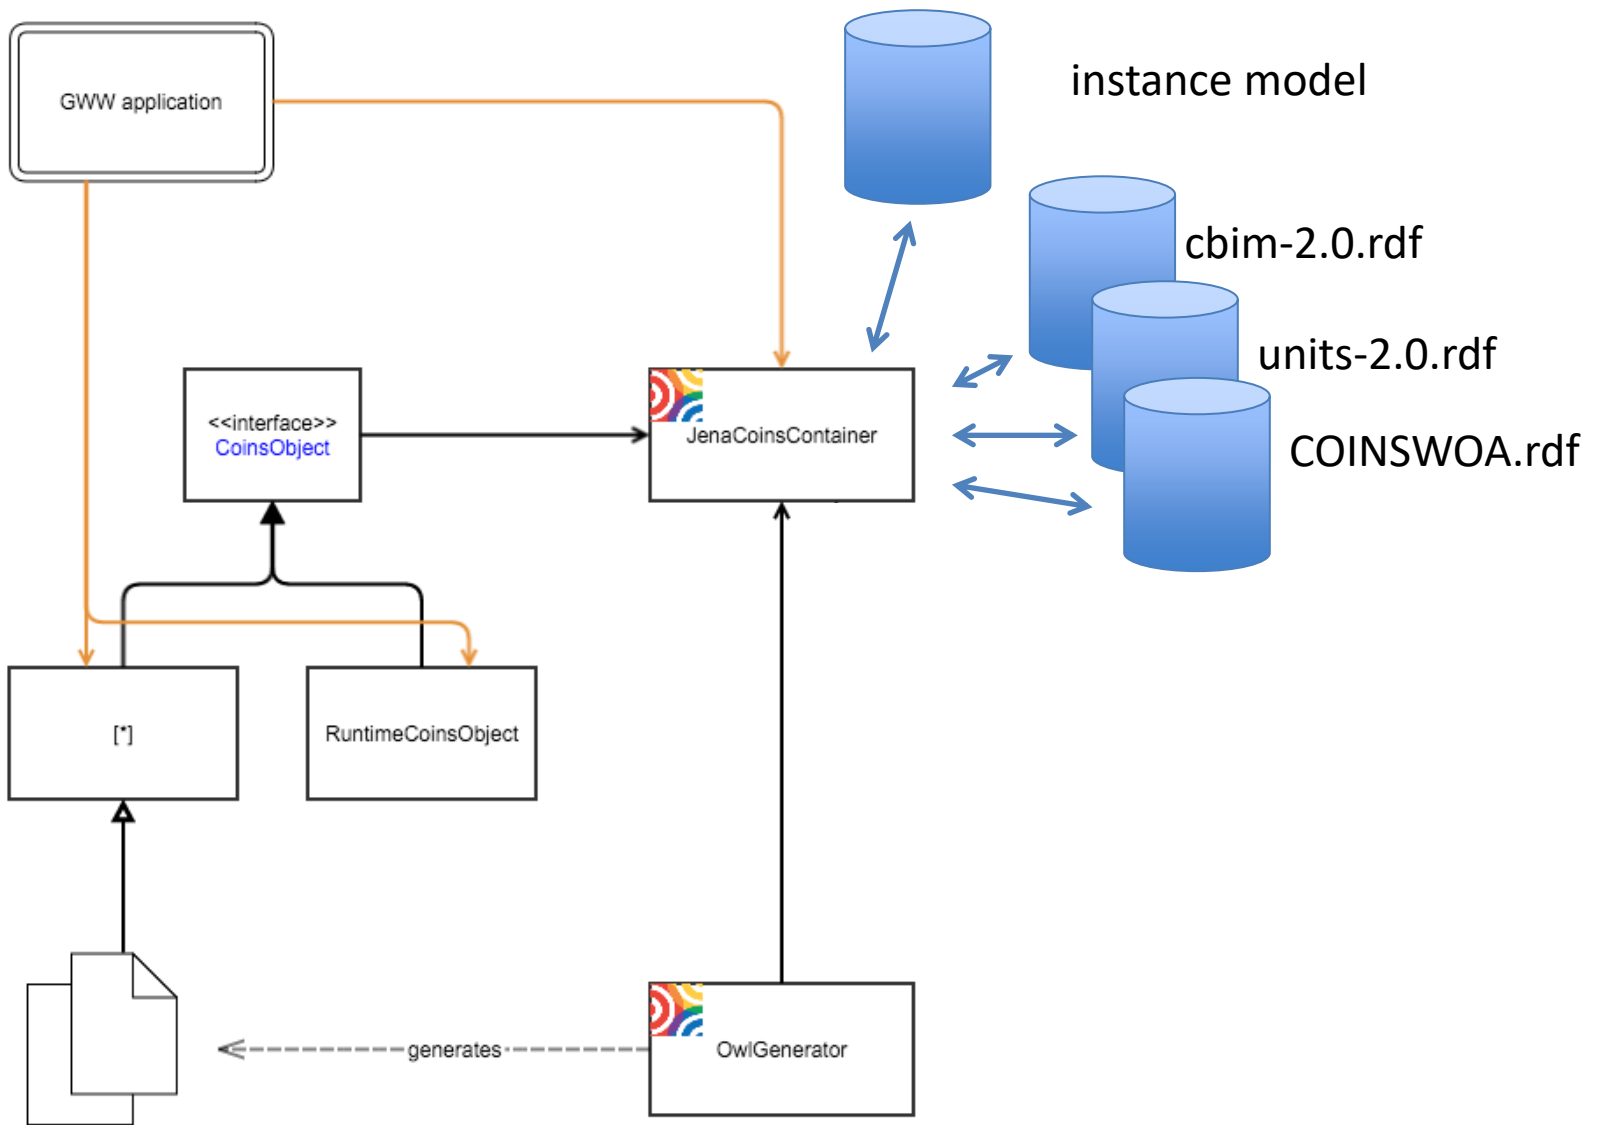 GWW application
instance model
cbim-2.0.rdf
units-2.0.rdf
<<interface>>
CoinsObject
JenaCoinsContainer
COINSWOA.rdf
[*]
RuntimeCoinsObject
generates
OwlGenerator